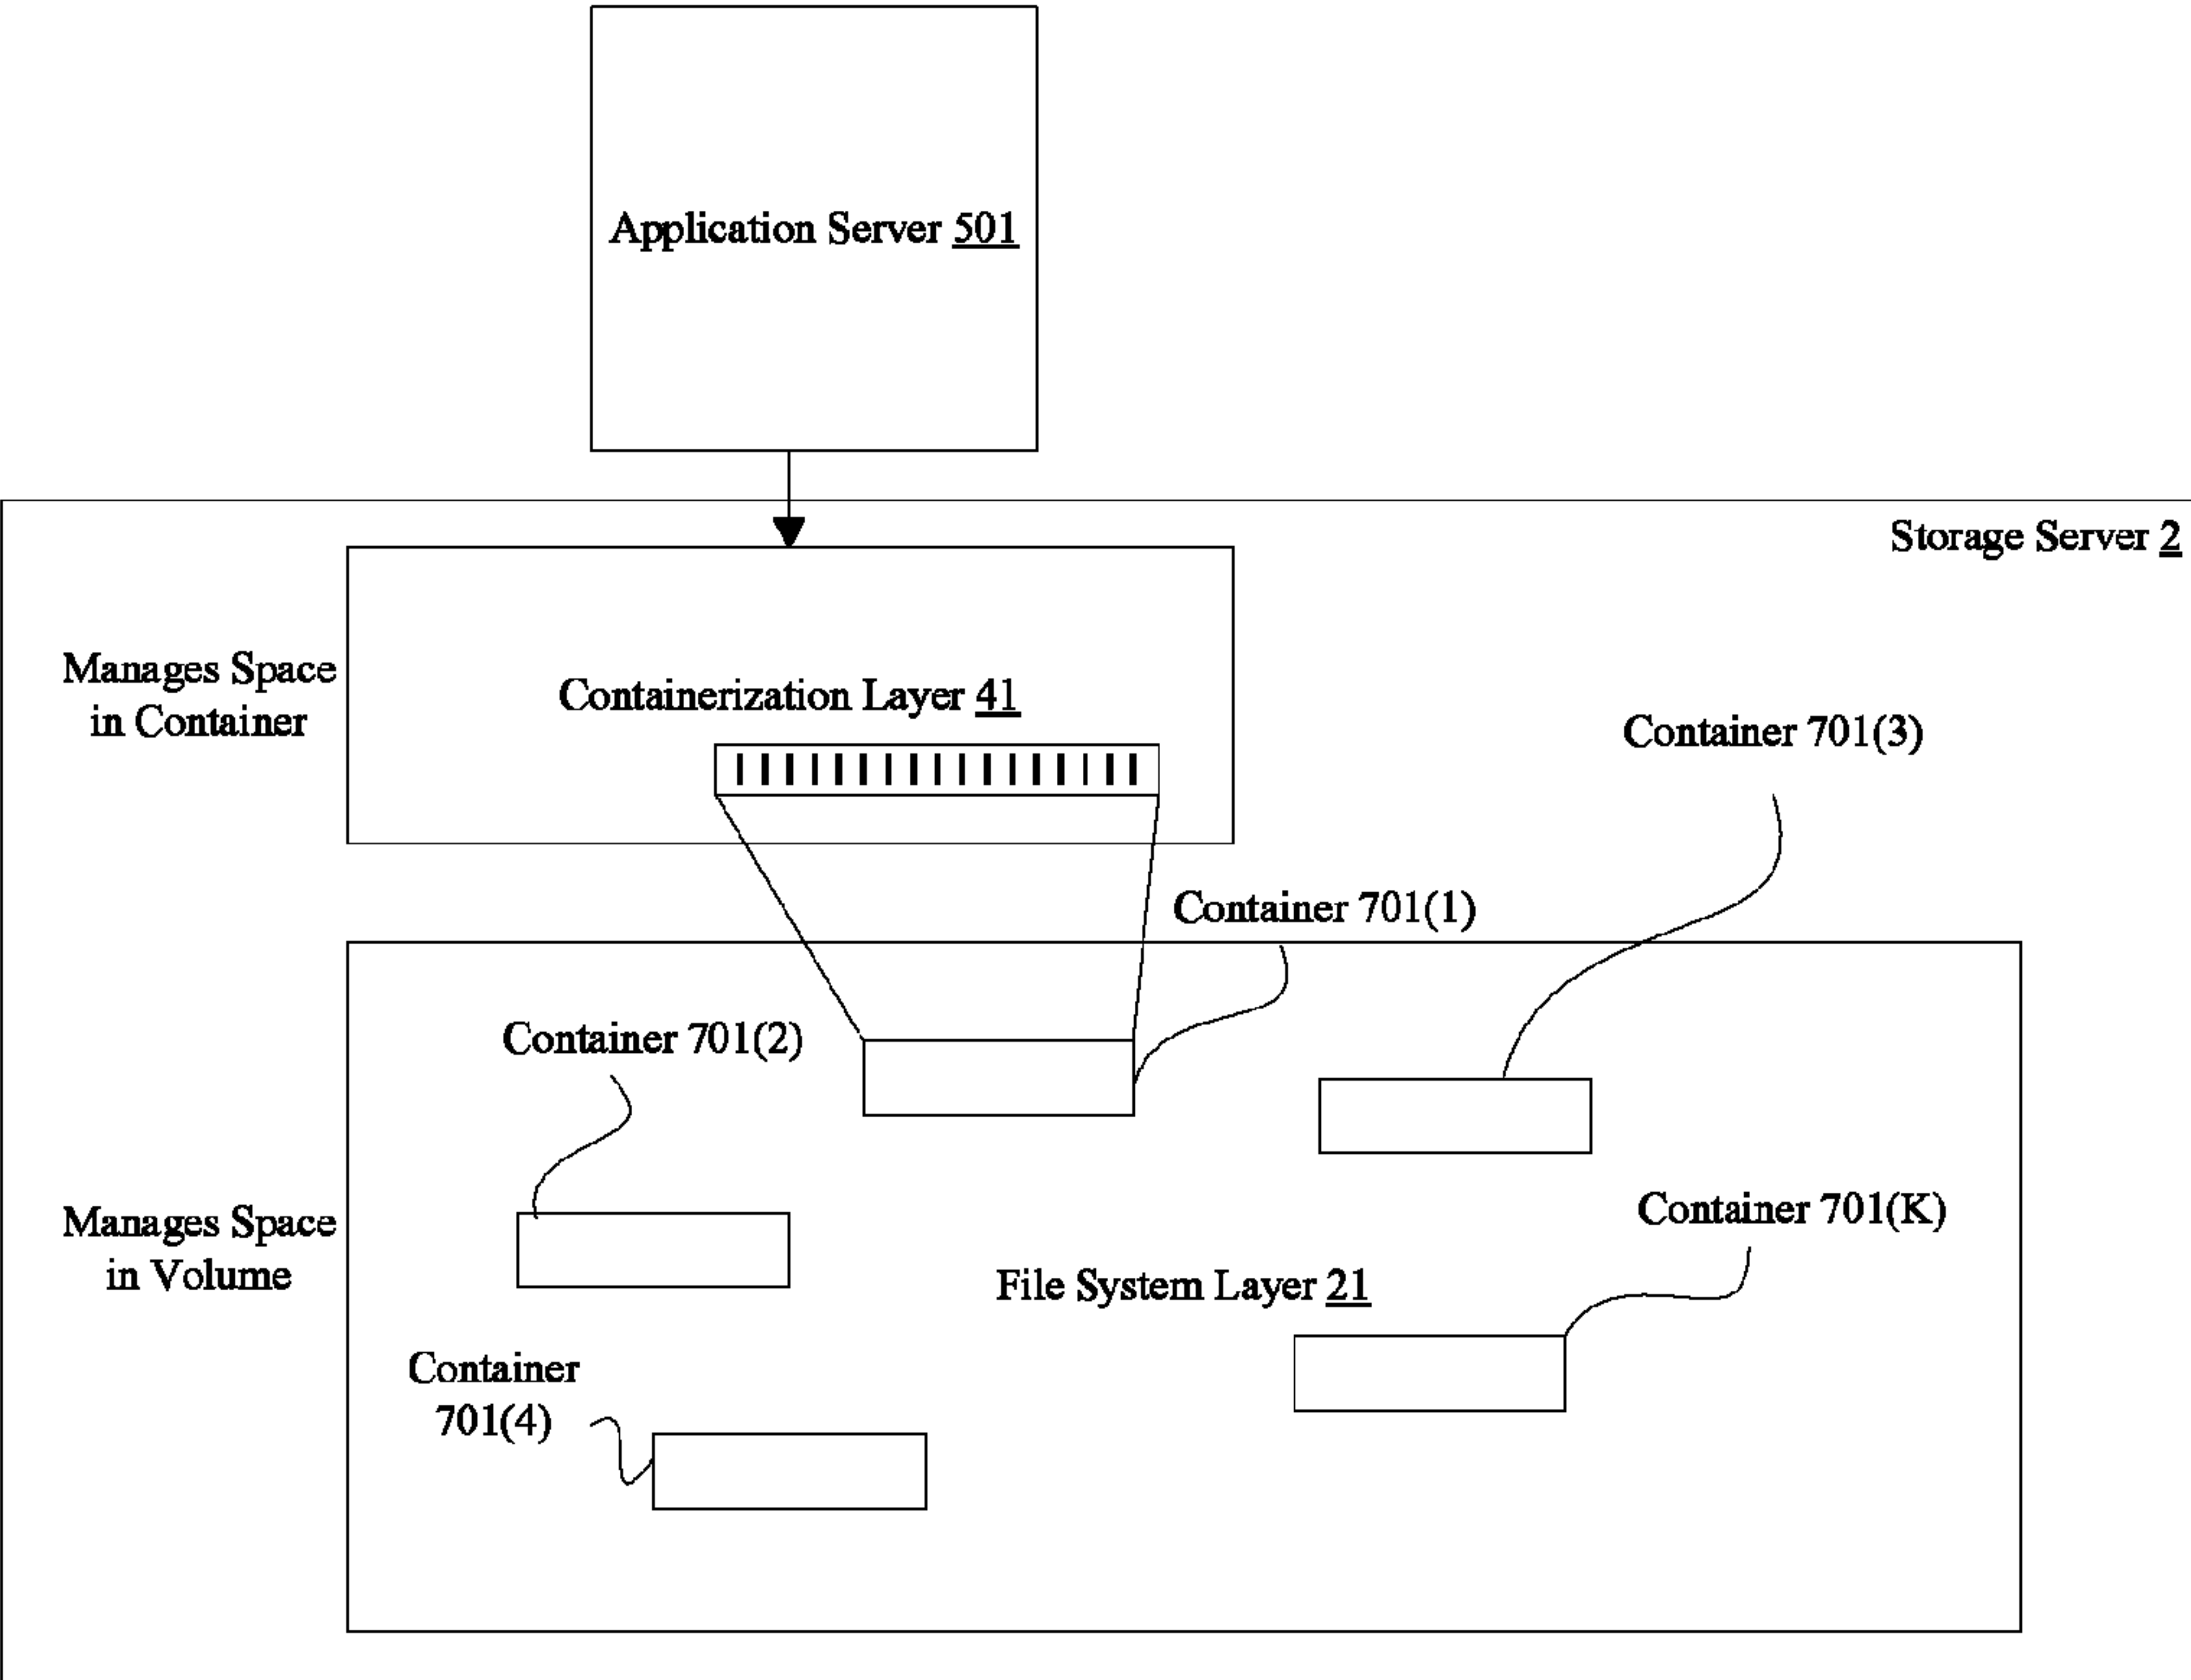 Application Server 501
Storage Server 2
Manages Space
in Container
Containerization Layer 41
Container 701(3)
Container 701(1)
Container 701(2)
Manages Space
in Volume
Container 701(K)
File System Layer 21
Container
701(4)